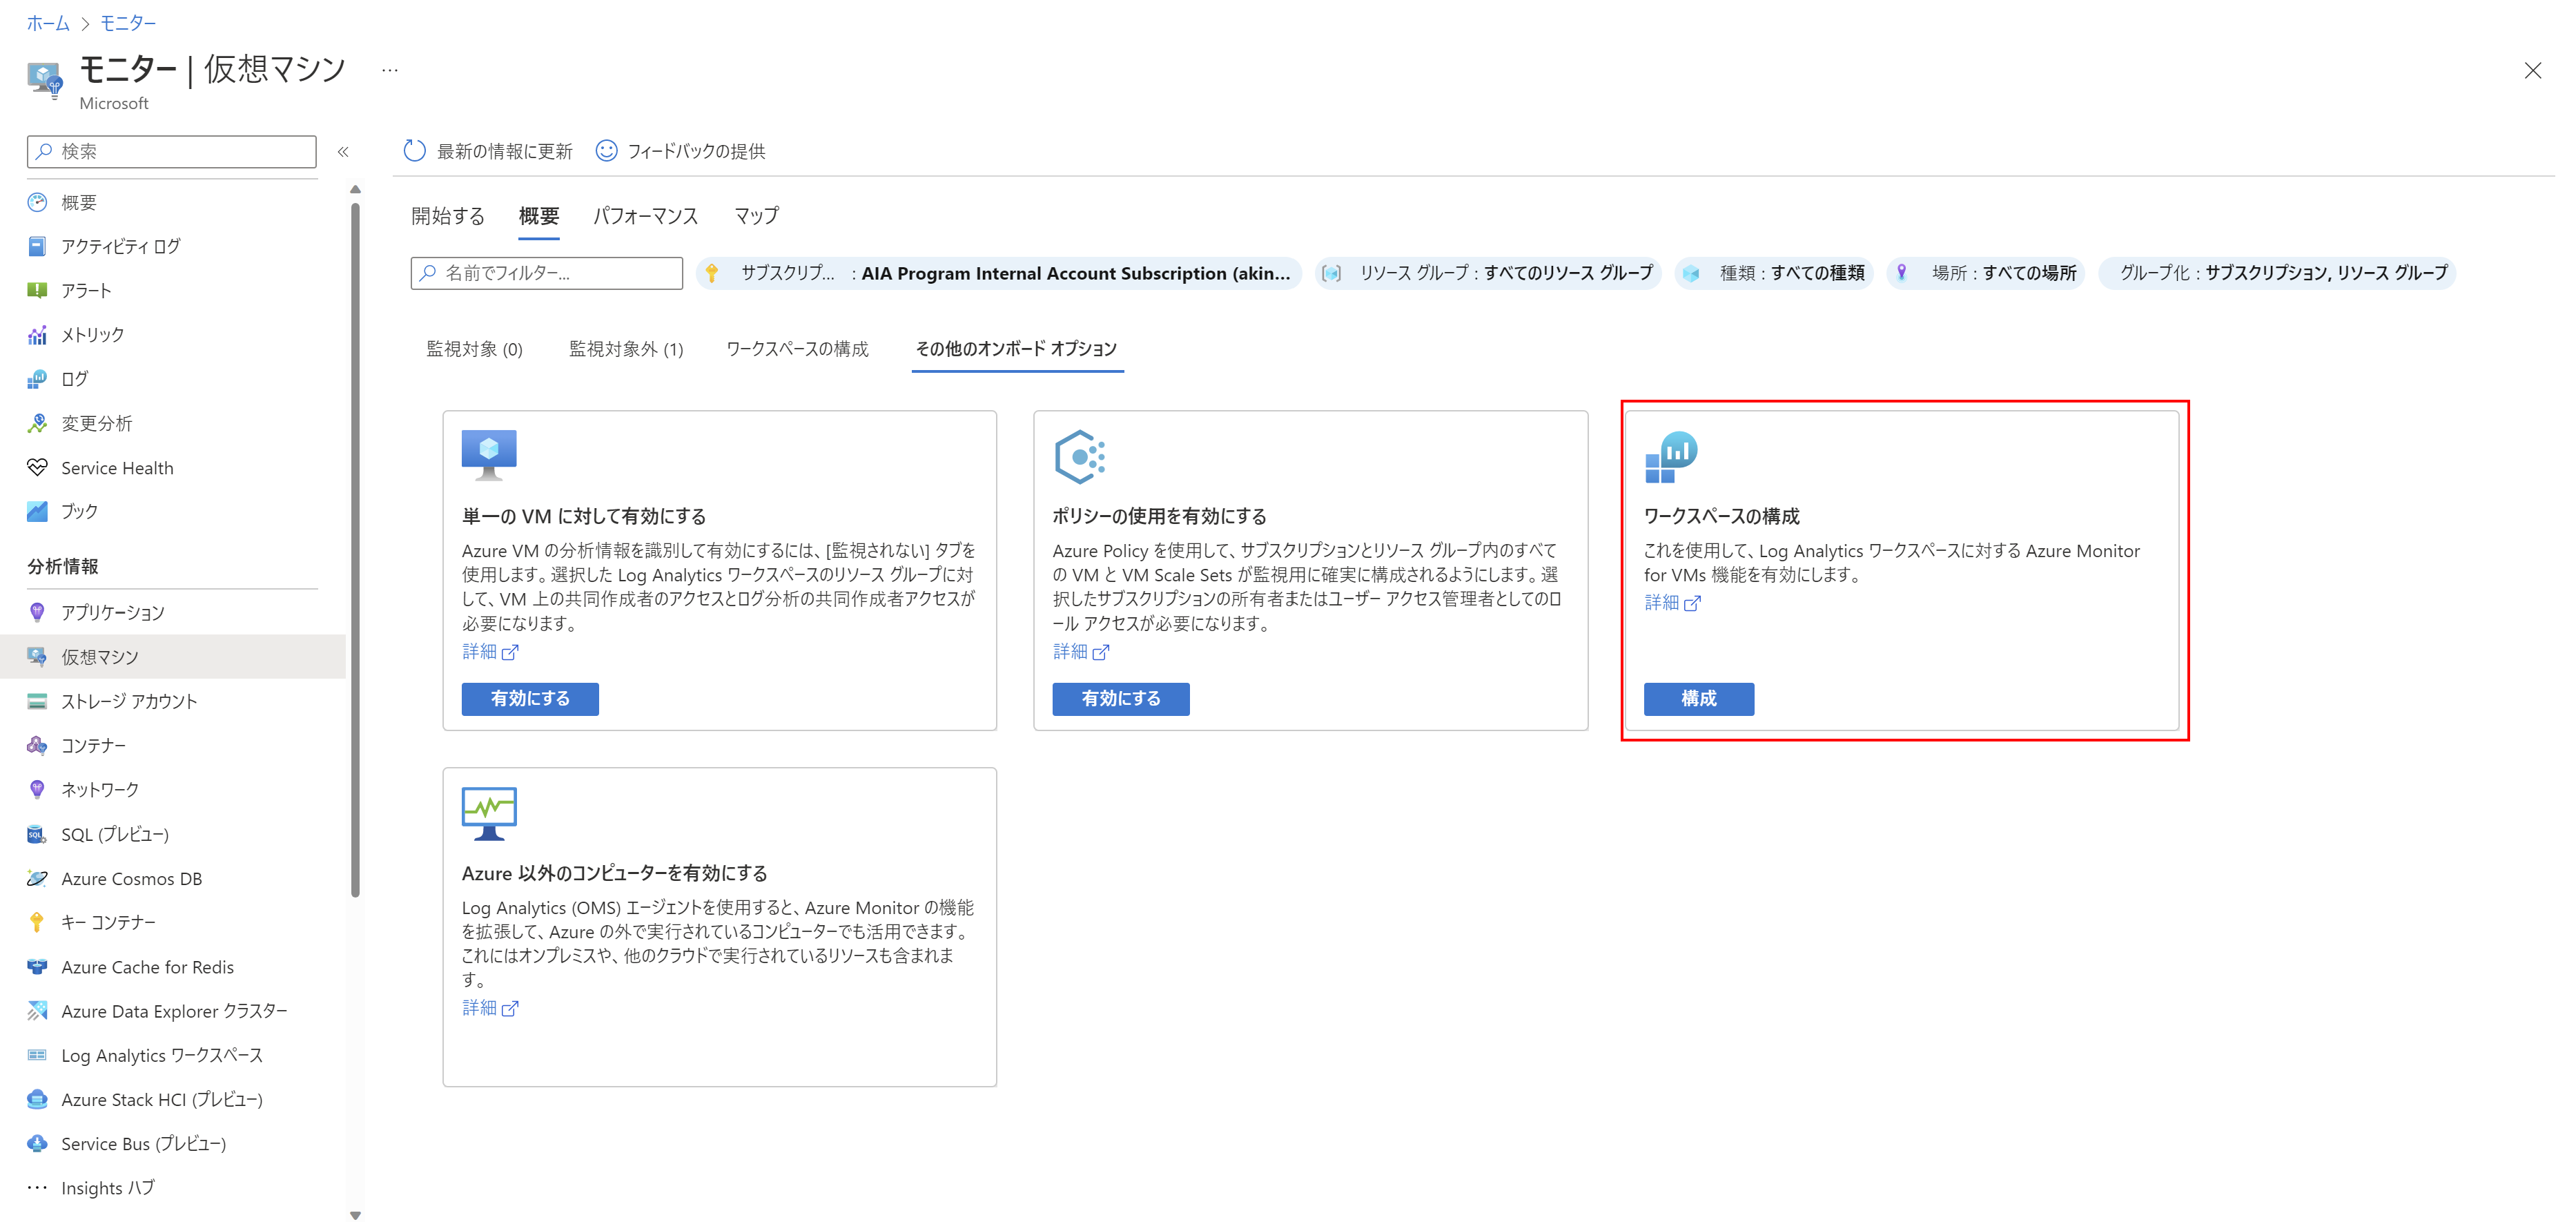 ホーム > モニター
モニター | 仮想マシン …
Microsoft
検索
«
概要
アクティビティ ログ
アラート
メトリック
ログ
変更分析
Service Health
ブック
分析情報
アプリケーション
仮想マシン
ストレージ アカウント
コンテナー
ネットワーク
SQL (プレビュー)
Azure Cosmos DB
キー コンテナー
Azure Cache for Redis
Azure Data Explorer クラスター
Log Analytics ワークスペース
Azure Stack HCI (プレビュー)
Service Bus (プレビュー)
Insights ハブ
最新の情報に更新 フィードバックの提供
開始する 概要 パフォーマンス マップ
名前でフィルター... サブスクリプ... : AIA Program Internal Account Subscription (akin... リソース グループ : すべてのリソース グループ 種類 : すべての種類 場所 : すべての場所 グループ化 : サブスクリプション, リソース グループ
監視対象 (0) 監視対象外 (1) ワークスペースの構成 その他のオンボード オプション
単一の VM に対して有効にする
Azure VM の分析情報を識別して有効にするには、[監視されない] タブを
使用します。選択した Log Analytics ワークスペースのリソース グループに対
して、VM 上の共同作成者のアクセスとログ分析の共同作成者アクセスが
必要になります。
詳細
有効にする
ポリシーの使用を有効にする
Azure Policy を使用して、サブスクリプションとリソース グループ内のすべて
の VM と VM Scale Sets が監視用に確実に構成されるようにします。選
択したサブスクリプションの所有者またはユーザー アクセス管理者としてのロ
ール アクセスが必要になります。
詳細
有効にする
ワークスペースの構成
これを使用して、Log Analytics ワークスペースに対する Azure Monitor
for VMs 機能を有効にします。
詳細
構成
Azure 以外のコンピューターを有効にする
Log Analytics (OMS) エージェントを使用すると、Azure Monitor の機能
を拡張して、Azure の外で実行されているコンピューターでも活用できます。
これにはオンプレミスや、他のクラウドで実行されているリソースも含まれま
す。
詳細